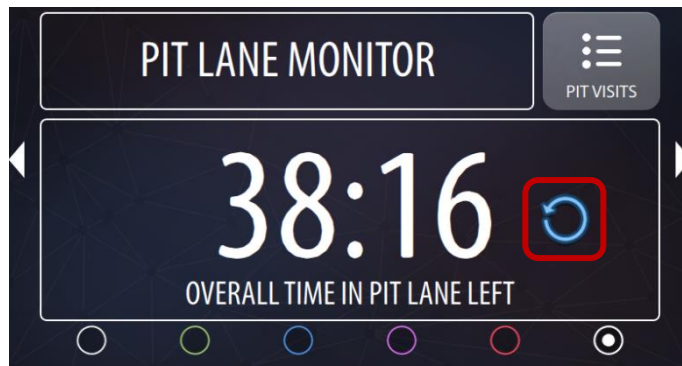 PIT LANE MONITOR
PIT VISITS
38:16
OVERALL TIME IN PIT LANE LEFT